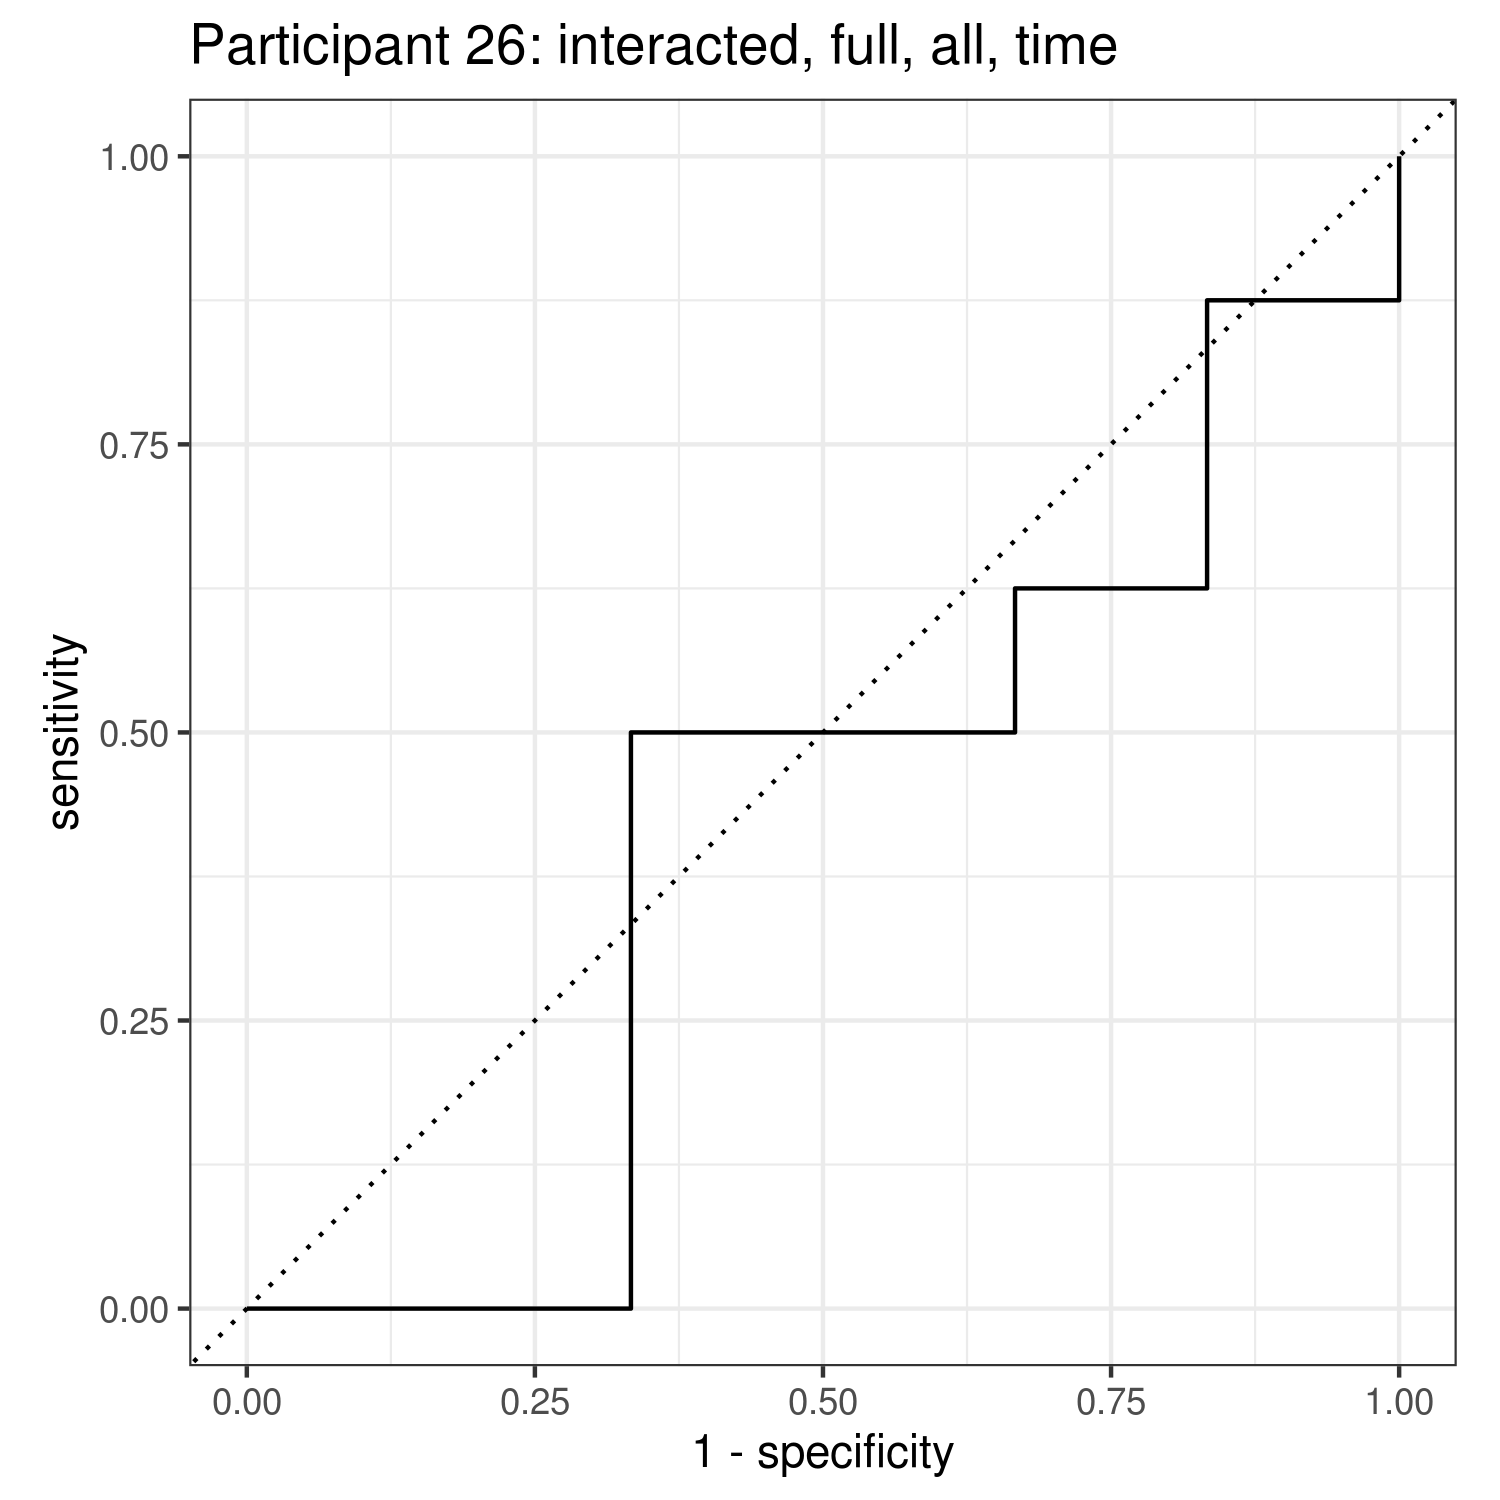 Participant 26: interacted, full, all, time
1.00
0.75
0.50
0.25
0.00
sensitivity
0.00 0.25 0.50 0.75 1.00
1 - specificity